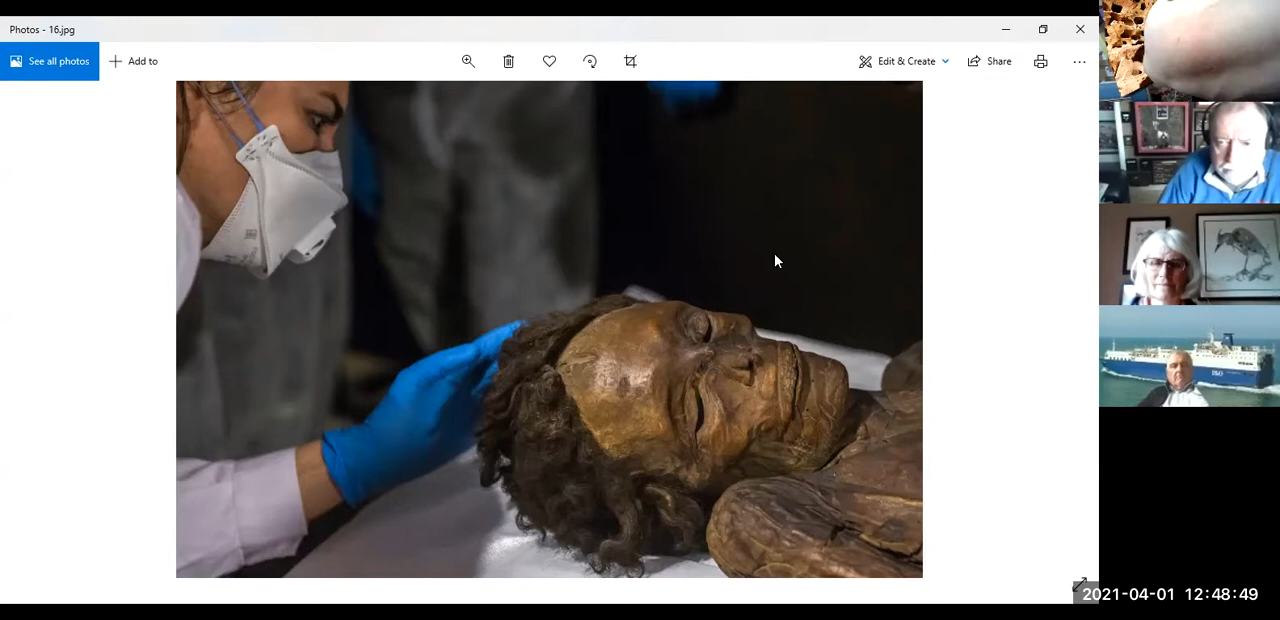 Photos - 16.jpg
See all photos
Add to
Edit & Create
Share
P&O
2021-04-01 12:48:49